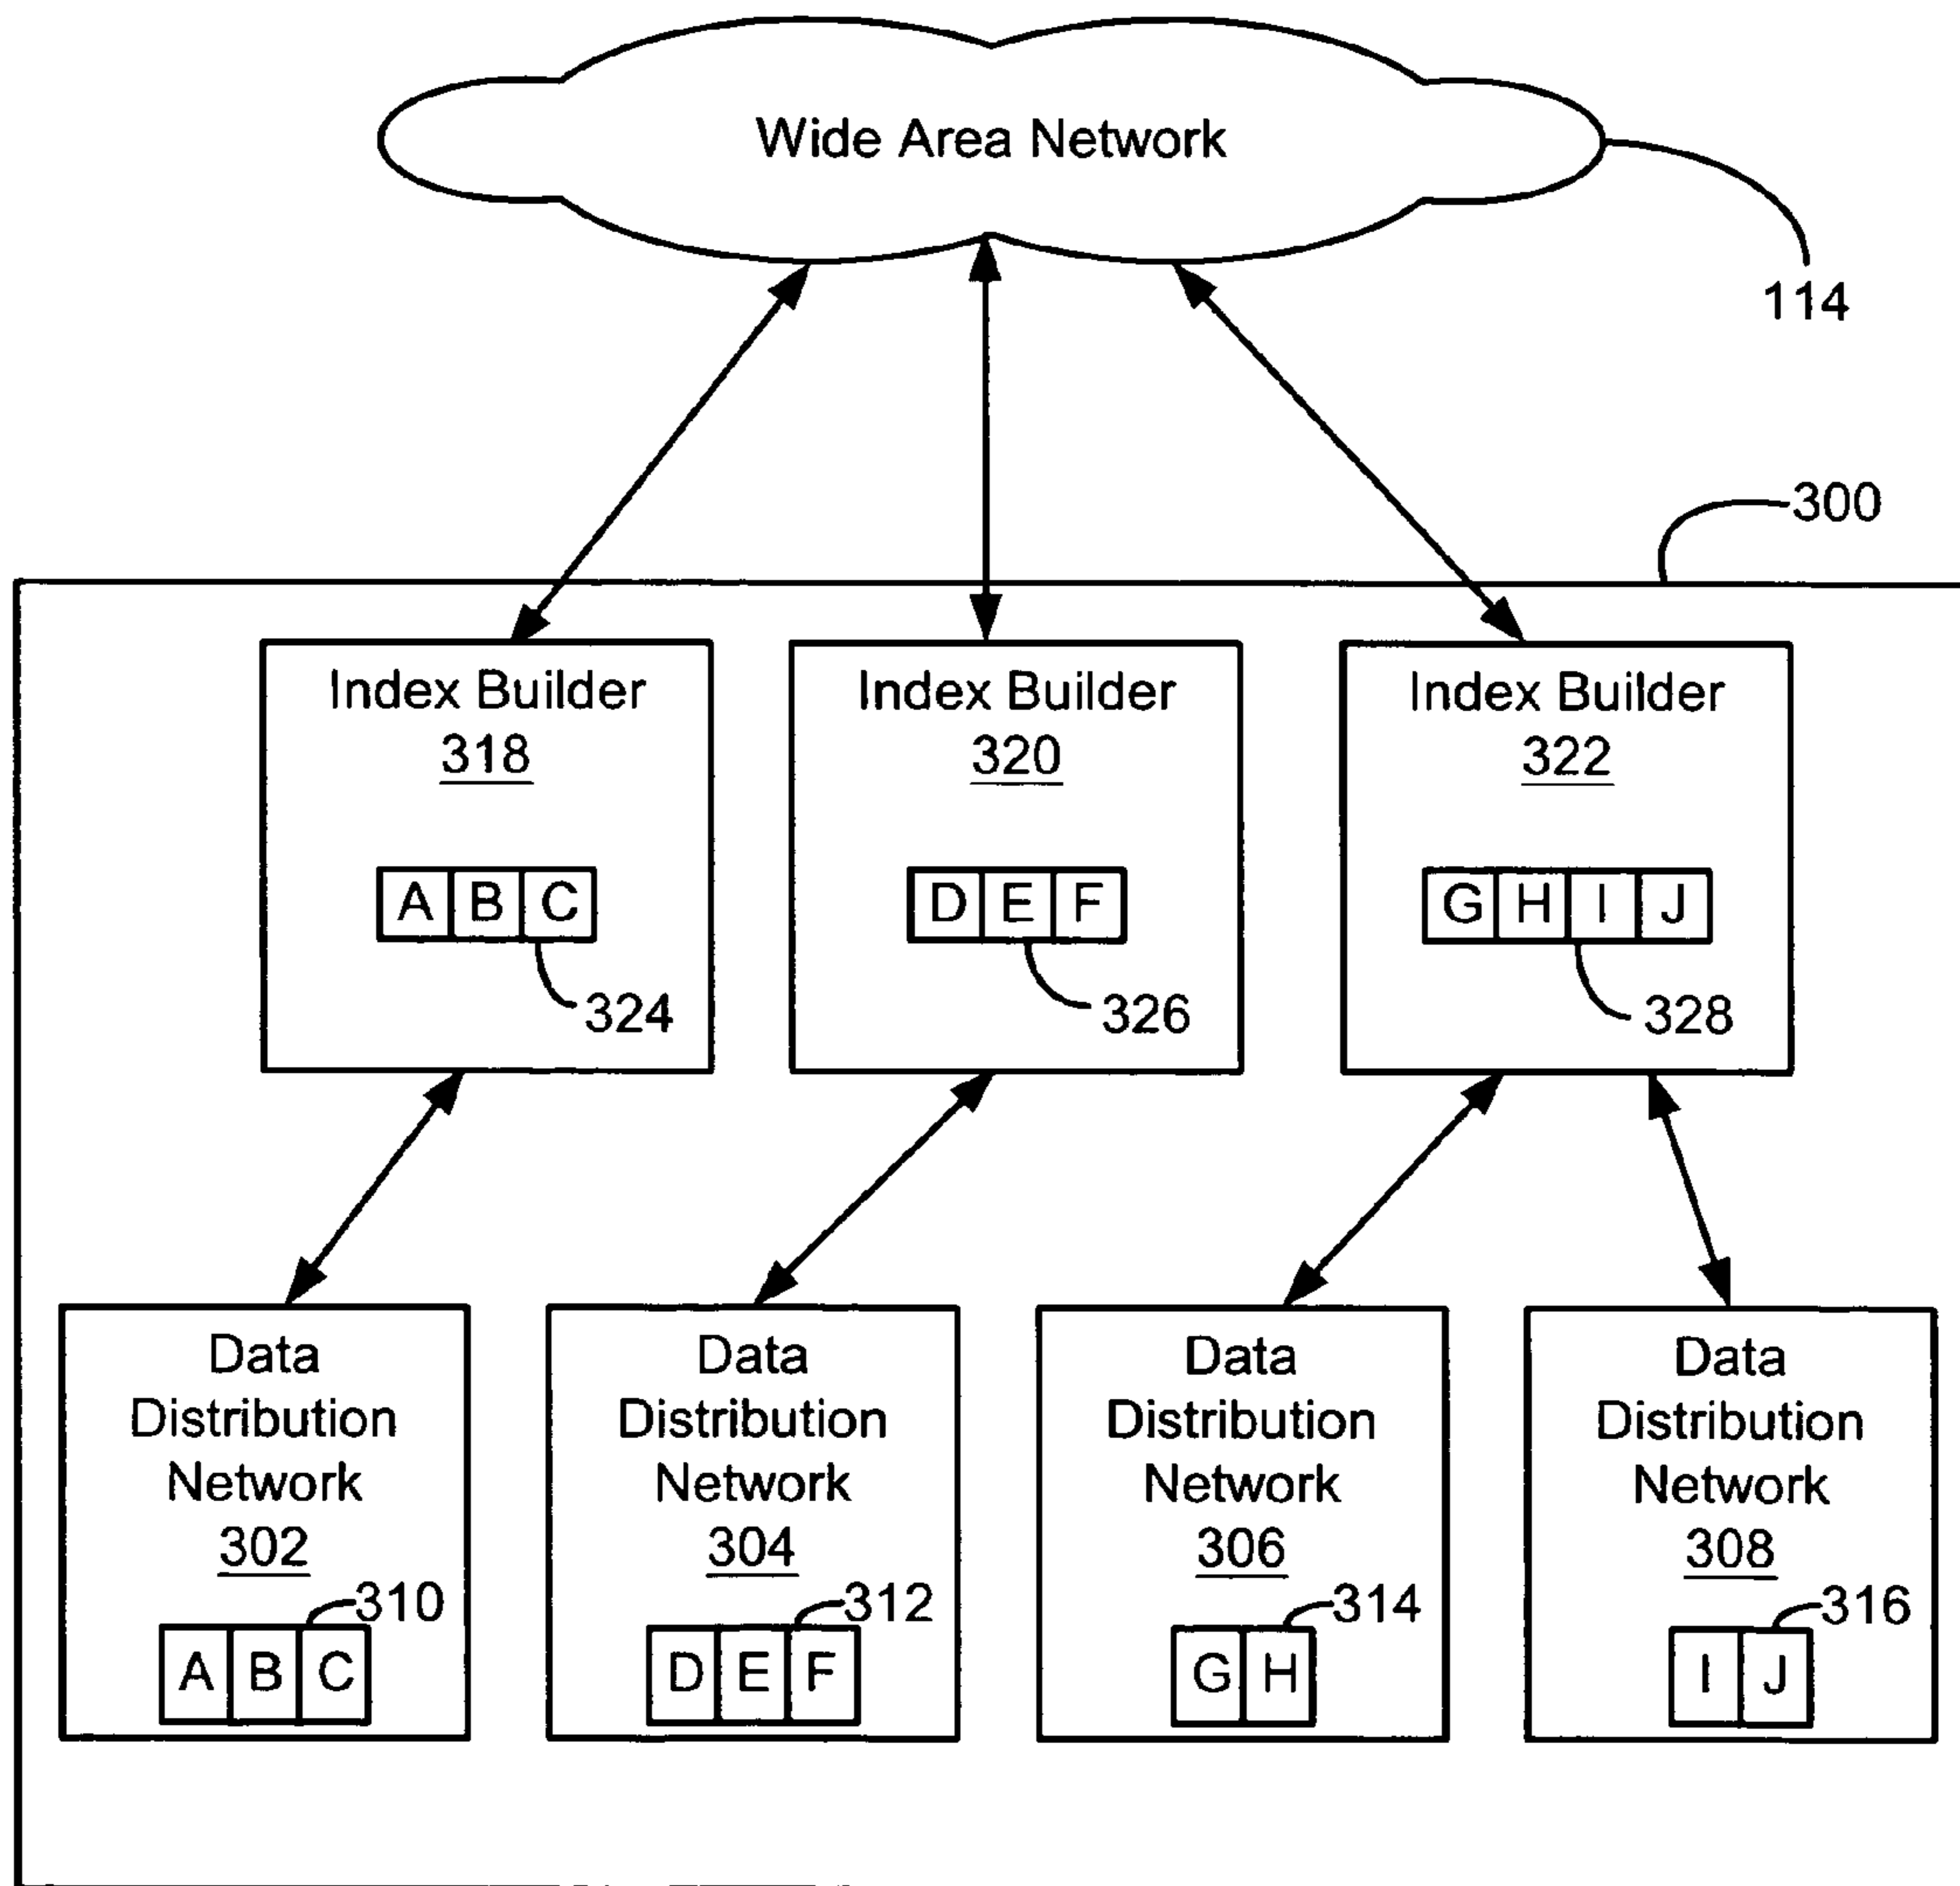 Wide Area Network
114
300
Index Builder
318
A B C
324
Index Builder
320
D E F
326
Index Builder
322
G H I J
328
Data
Distribution
Network
302
310
A B C
Data
Distribution
Network
304
312
D E F
Data
Distribution
Network
306
314
G H
Data
Distribution
Network
308
316
I J